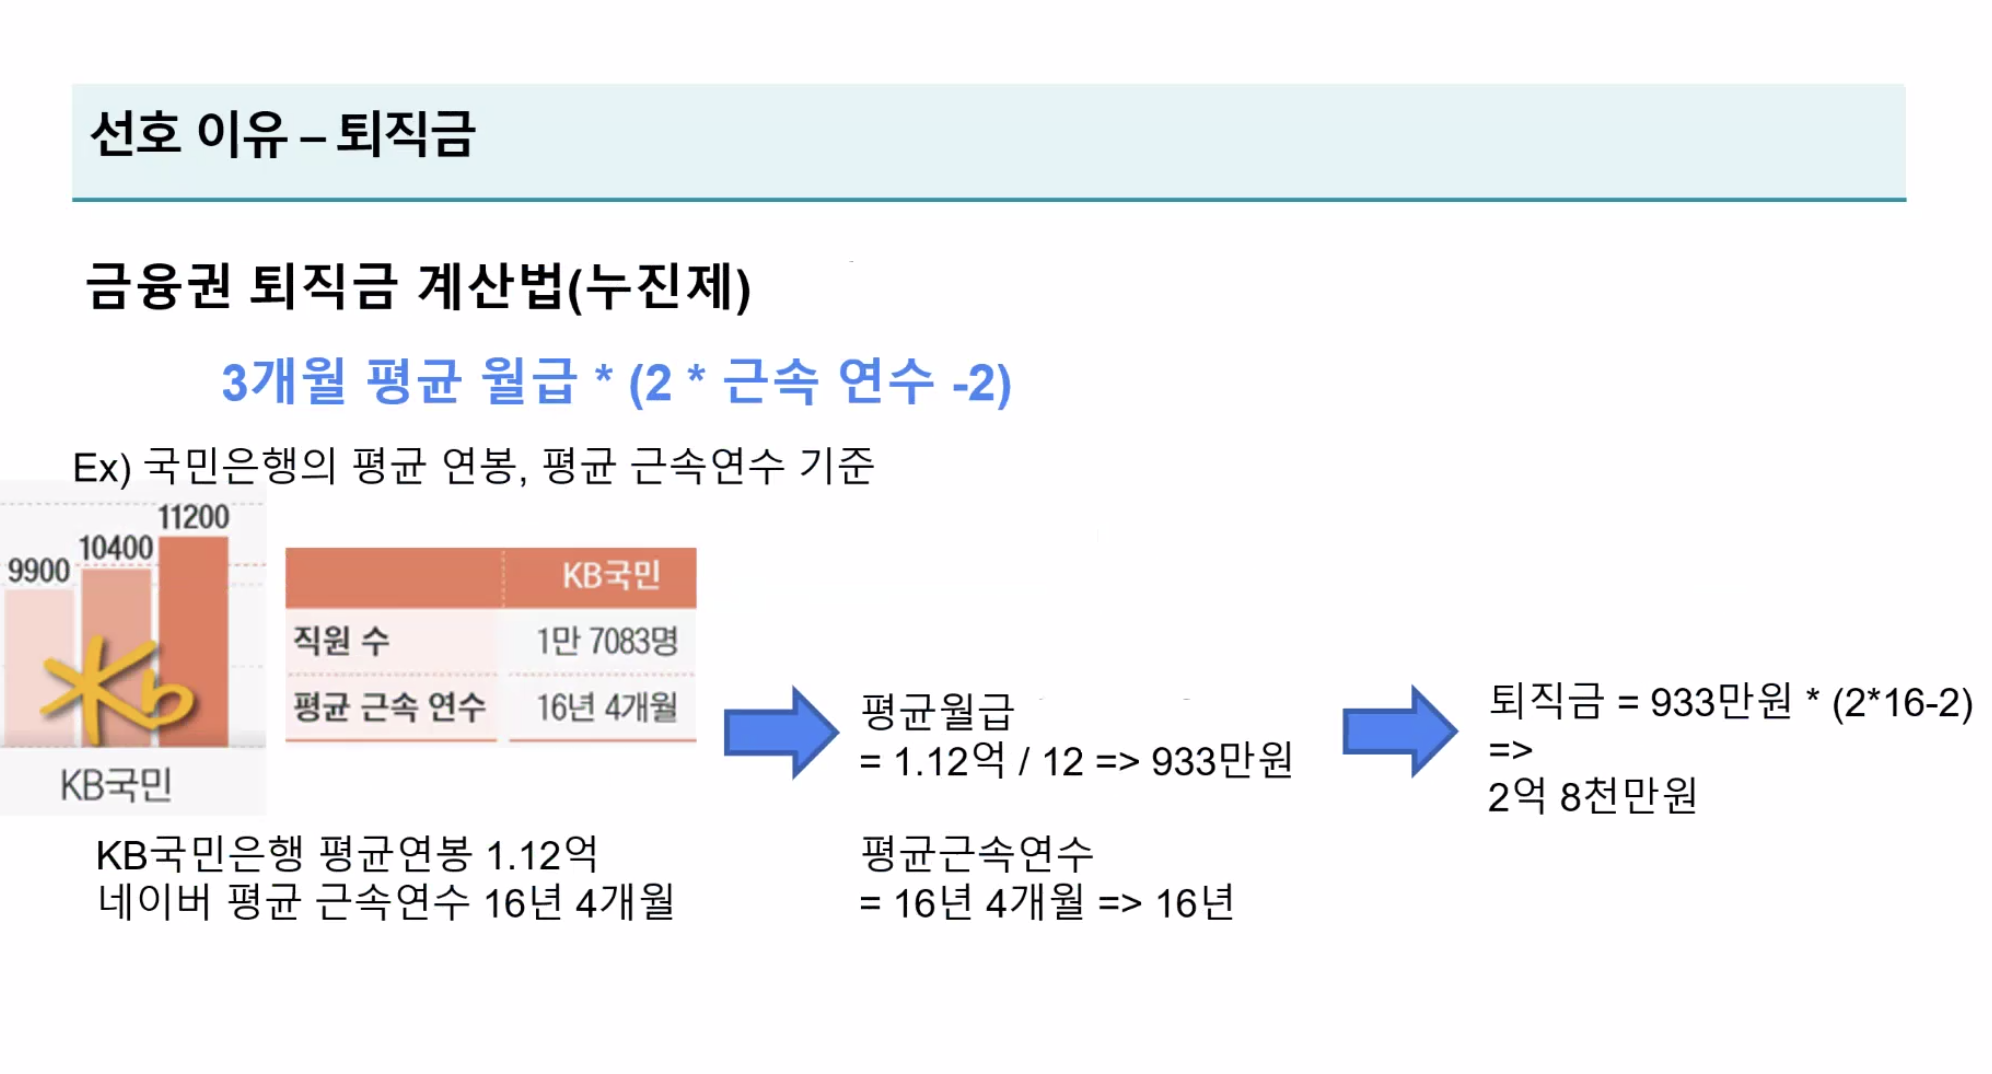 선호 이유 – 퇴직금
금융권 퇴직금 계산법(누진제)
3개월 평균 월급 * (2 * 근속 연수 -2)
Ex) 국민은행의 평균 연봉, 평균 근속연수 기준
9900
10400
11200
Kb
KB국민
KB국민
직원 수 1만 7083명
평균 근속 연수 16년 4개월
KB국민은행 평균연봉 1.12억
네이버 평균 근속연수 16년 4개월
평균월급
= 1.12억 / 12 => 933만원
평균근속연수
= 16년 4개월 => 16년
퇴직금 = 933만원 * (2*16-2)
=>
2억 8천만원